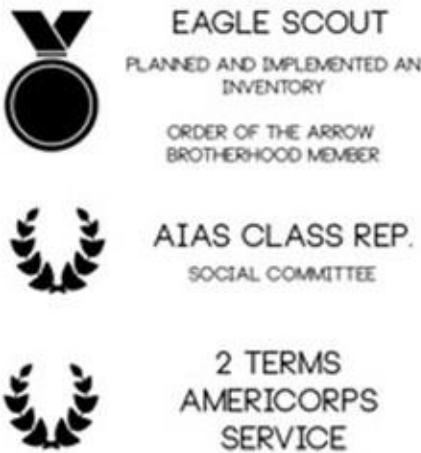 EAGLE SCOUT
PLANNED AND IMPLEMENTED AN
INVENTORY
ORDER OF THE ARROW
BROTHERHOOD MEMBER
AIAS CLASS REP.
SOCIAL COMMITTEE
2 TERMS
AMERICORPS
SERVICE